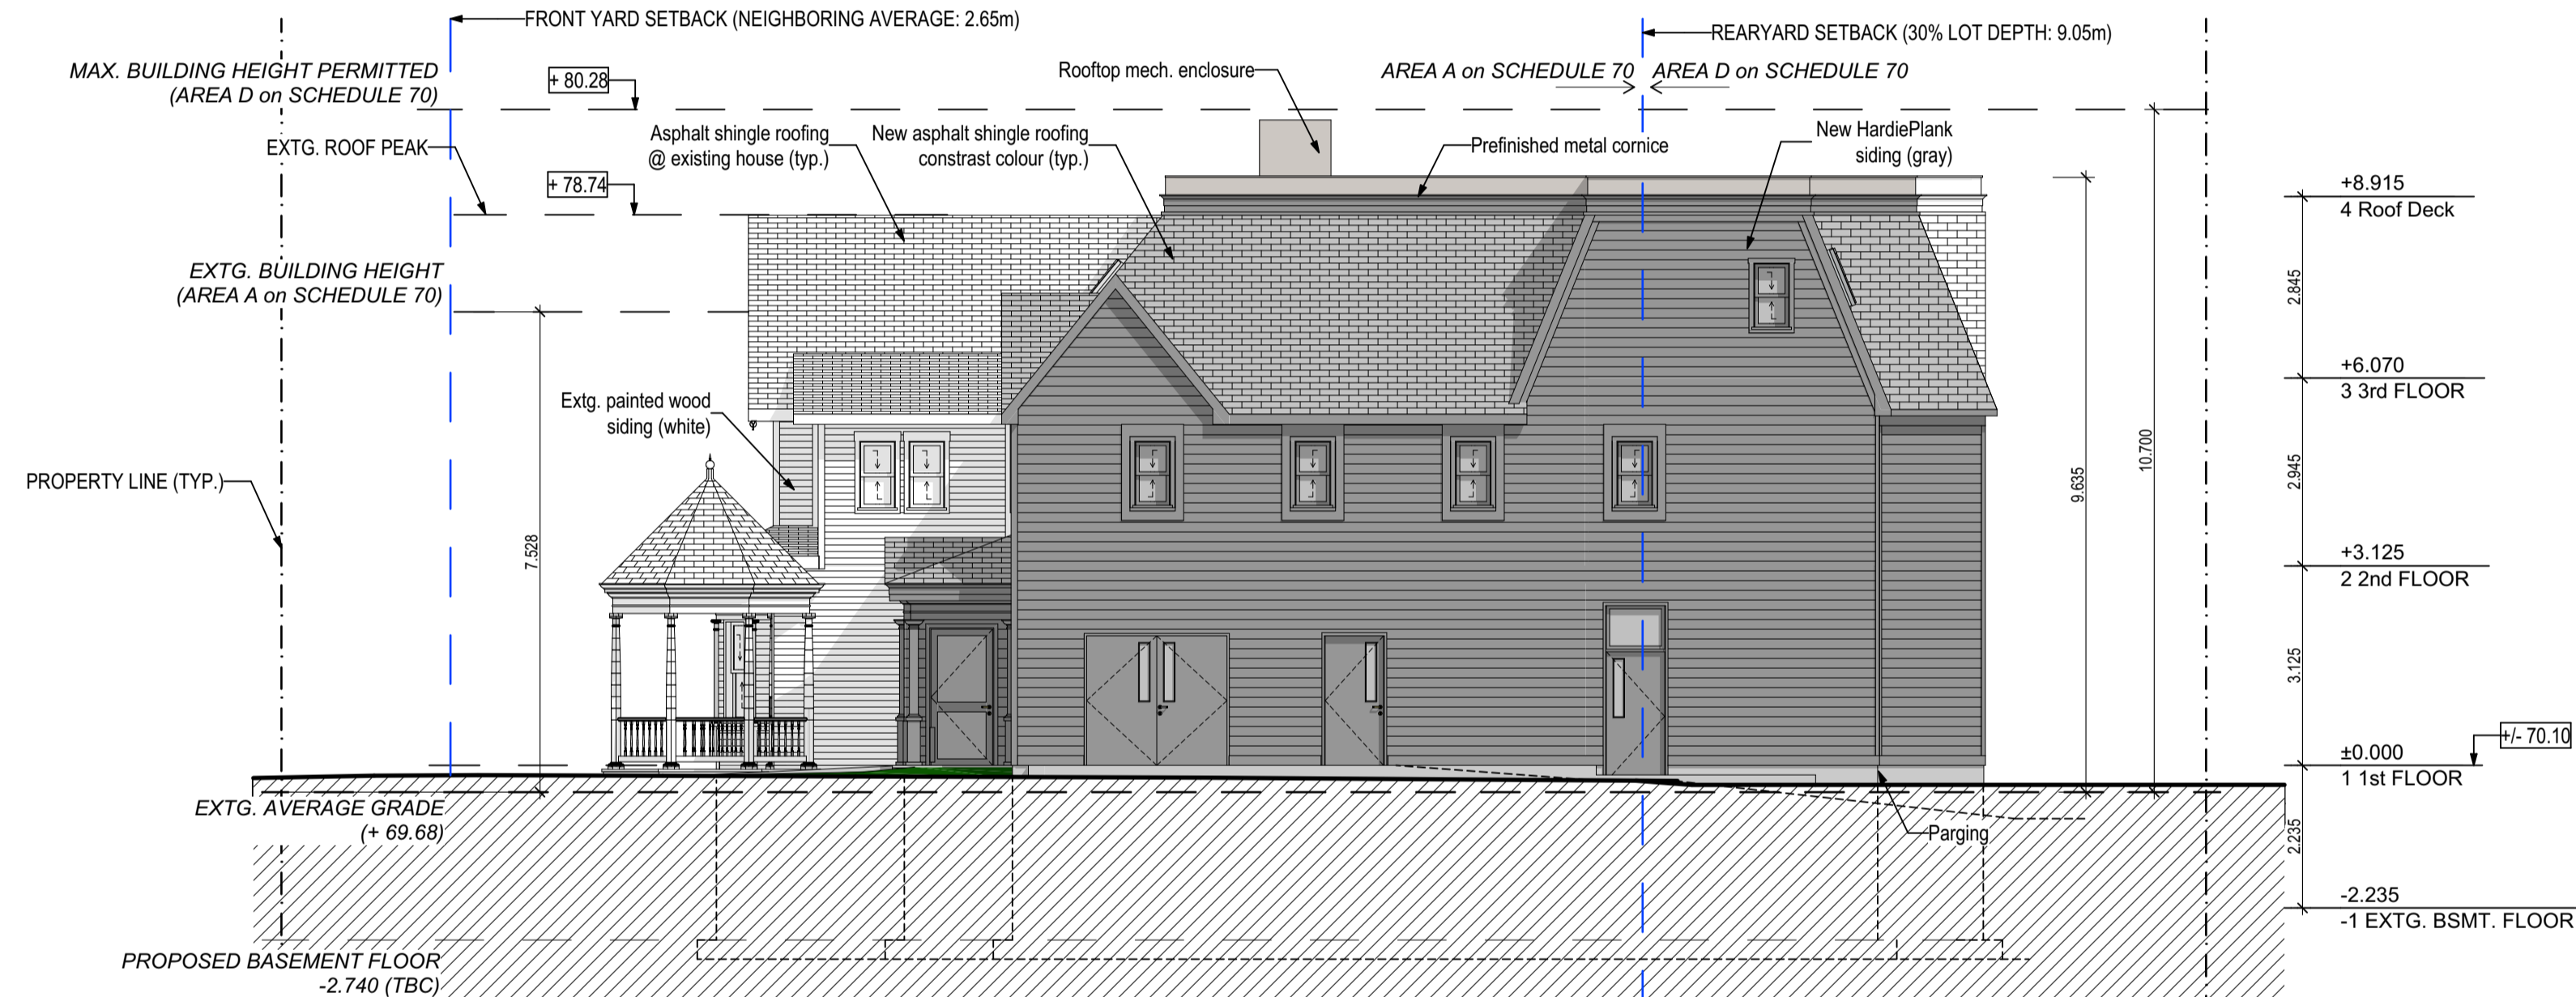 FRONT YARD SETBACK (NEIGHBORING AVERAGE: 2.65m)
REARYARD SETBACK (30% LOT DEPTH: 9.05m)
MAX. BUILDING HEIGHT PERMITTED
(AREA D on SCHEDULE 70)
+ 80.28
Rooftop mech. enclosure
AREA A on SCHEDULE 70
AREA D on SCHEDULE 70
EXTG. ROOF PEAK
Asphalt shingle roofing
@ existing house (typ.)
New asphalt shingle roofing
constrast colour (typ.)
Prefinished metal cornice
New HardiePlank
siding (gray)
+ 78.74
+8.915
4 Roof Deck
EXTG. BUILDING HEIGHT
(AREA A on SCHEDULE 70)
2.845
+6.070
3 3rd FLOOR
Extg. painted wood
siding (white)
PROPERTY LINE (TYP.)
7.528
9.635
10.700
2.945
+3.125
2 2nd FLOOR
3.125
+/- 70.10
±0.000
1 1st FLOOR
EXTG. AVERAGE GRADE
(+ 69.68)
Parging
2.235
-2.235
-1 EXTG. BSMT. FLOOR
PROPOSED BASEMENT FLOOR
-2.740 (TBC)